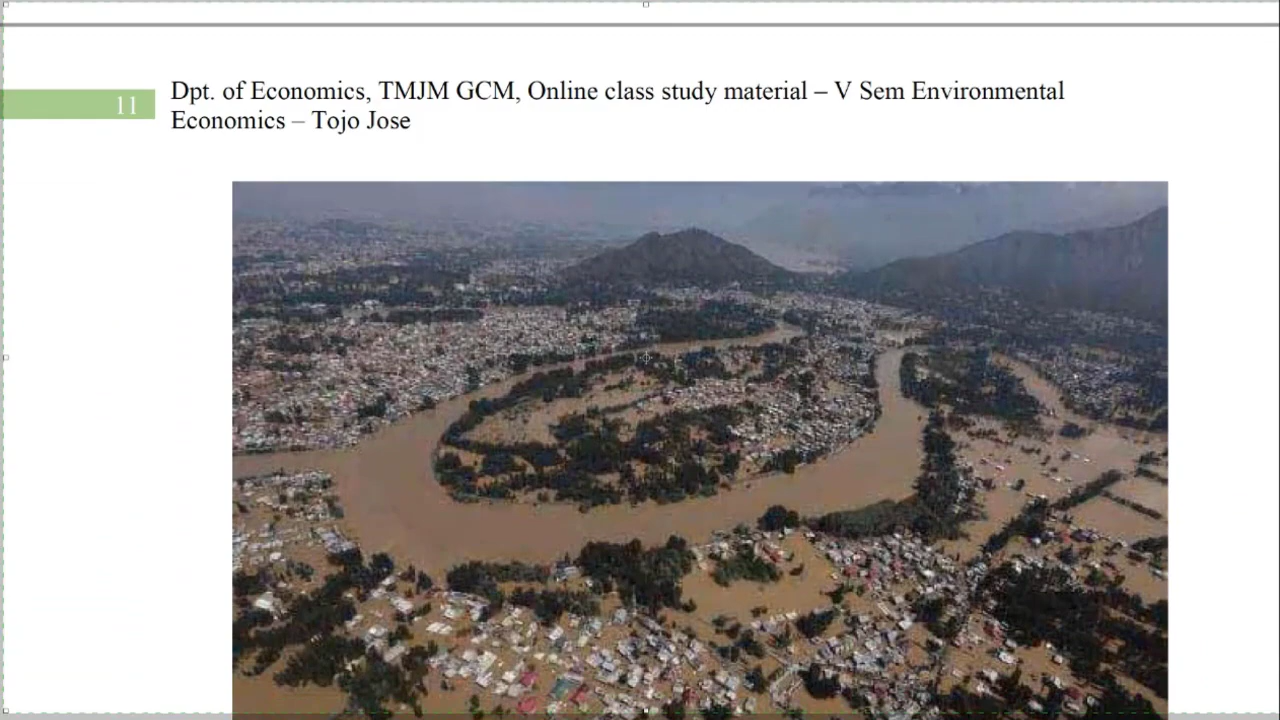 11
Dpt. of Economics, TMJM GCM, Online class study material – V Sem Environmental
Economics – Tojo Jose